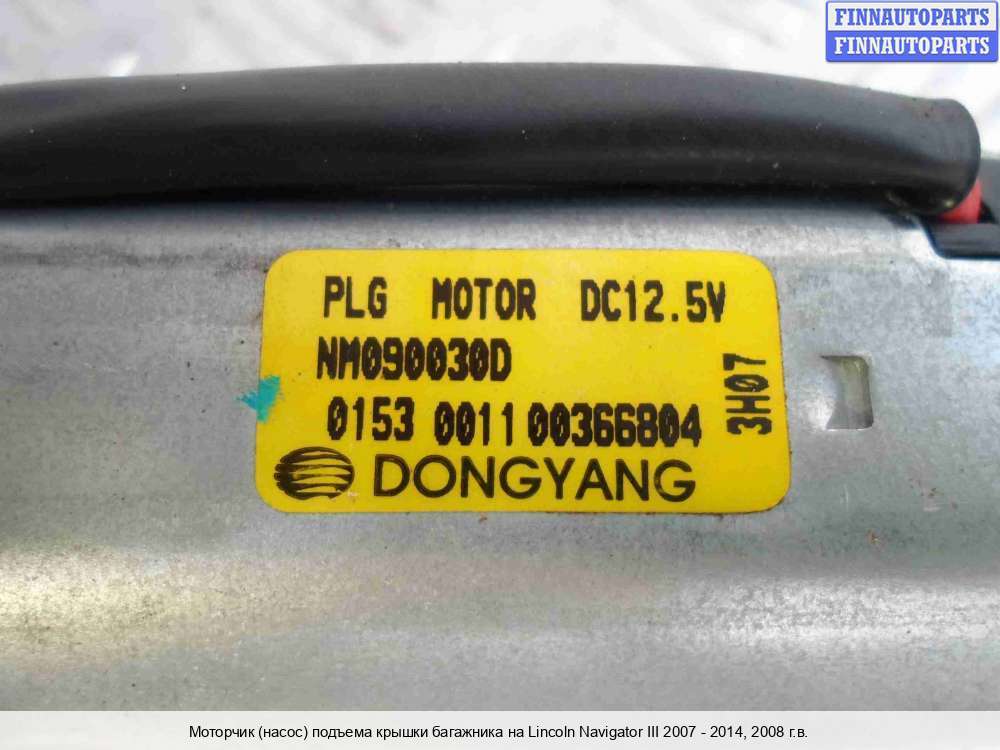 FINNAUTOPARTS
FINNAUTOPARTS
PLG MOTOR DC12.5V
NM090030D
3H07
0153 0011 00366804
DONGYANG
Моторчик (насос) подъема крышки багажника на Lincoln Navigator III 2007 - 2014, 2008 г.в.